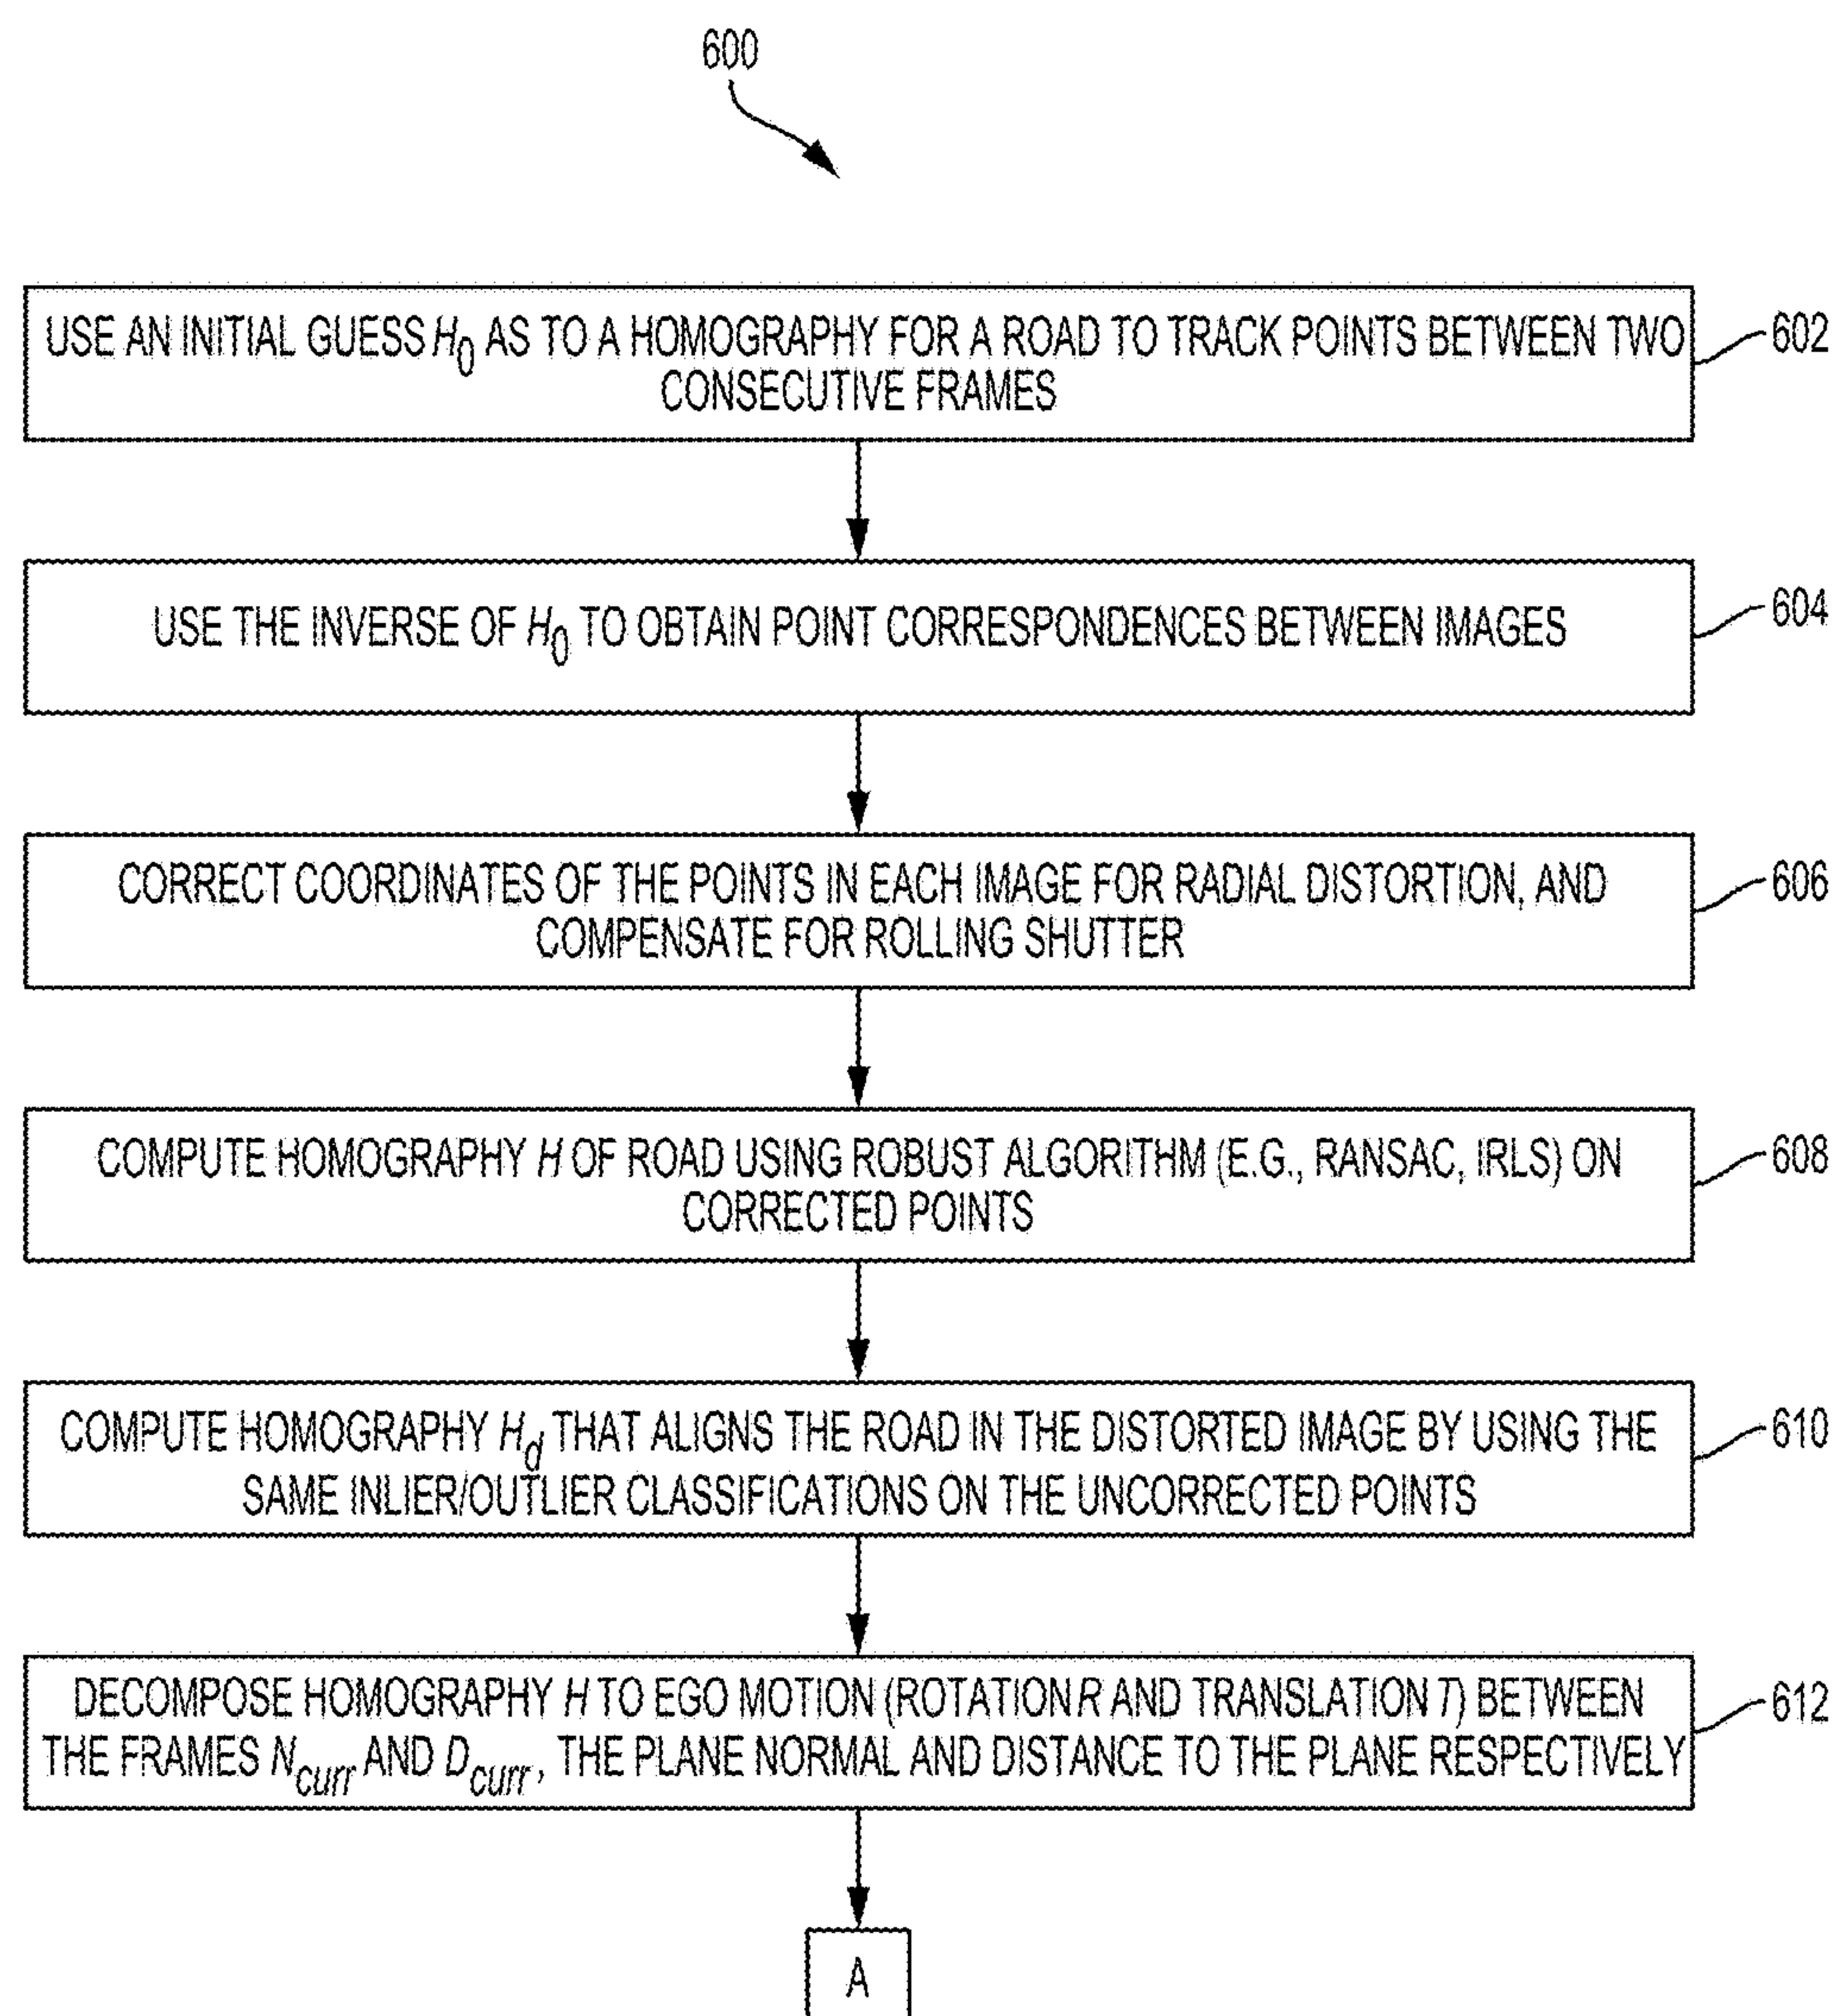 600
USE AN INITIAL GUESS H0 AS TO A HOMOGRAPHY FOR A ROAD TO TRACK POINTS BETWEEN TWO
CONSECUTIVE FRAMES
602
USE THE INVERSE OF H0 TO OBTAIN POINT CORRESPONDENCES BETWEEN IMAGES
604
CORRECT COORDINATES OF THE POINTS IN EACH IMAGE FOR RADIAL DISTORTION, AND
COMPENSATE FOR ROLLING SHUTTER
606
COMPUTE HOMOGRAPHY H OF ROAD USING ROBUST ALGORITHM (E.G., RANSAC, IRLS) ON
CORRECTED POINTS
608
COMPUTE HOMOGRAPHY Hd THAT ALIGNS THE ROAD IN THE DISTORTED IMAGE BY USING THE
SAME INLIER/OUTLIER CLASSIFICATIONS ON THE UNCORRECTED POINTS
610
DECOMPOSE HOMOGRAPHY H TO EGO MOTION (ROTATION R AND TRANSLATION T) BETWEEN
THE FRAMES Ncurr AND Dcurr, THE PLANE NORMAL AND DISTANCE TO THE PLANE RESPECTIVELY
612
A